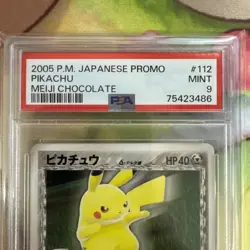 2005 P.M. JAPANESE PROMO #112
PIKACHU MINT
MEIJI CHOCOLATE 9
PSA 75423486
ピカチュウ HP40